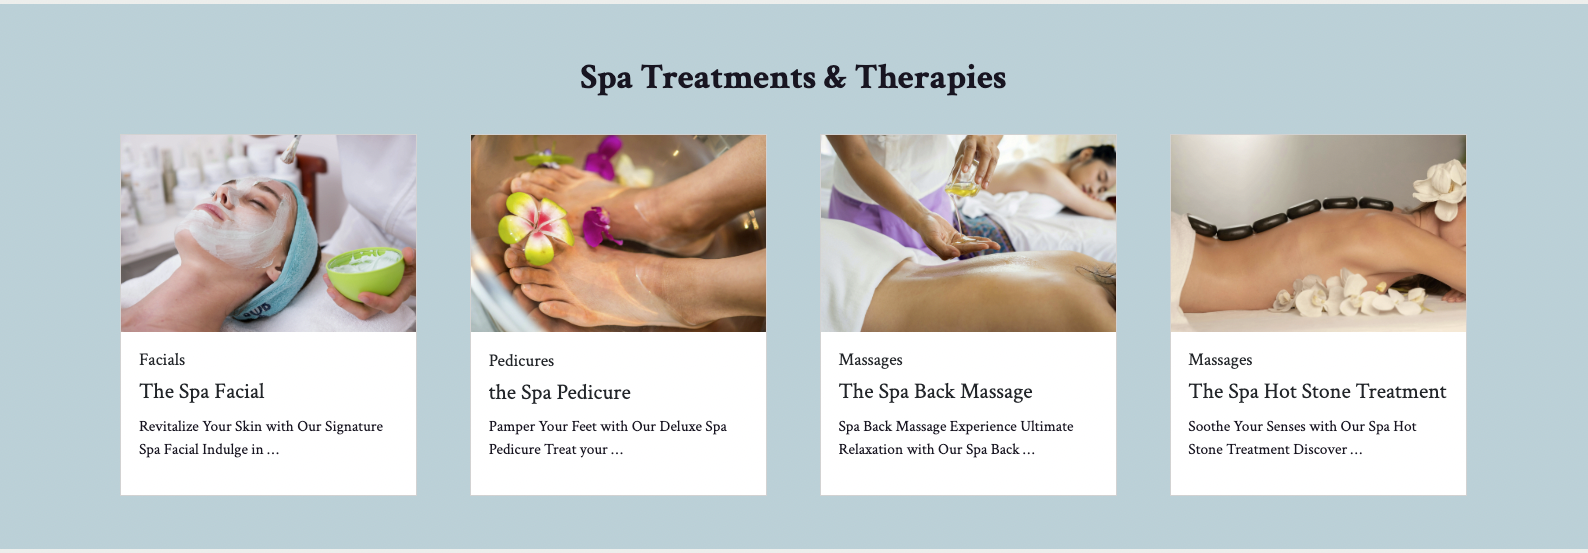 Spa Treatments & Therapies
Facials
The Spa Facial
Revitalize Your Skin with Our Signature
Spa Facial Indulge in …
Pedicures
the Spa Pedicure
Pamper Your Feet with Our Deluxe Spa
Pedicure Treat your …
Massages
The Spa Back Massage
Spa Back Massage Experience Ultimate
Relaxation with Our Spa Back …
Massages
The Spa Hot Stone Treatment
Soothe Your Senses with Our Spa Hot
Stone Treatment Discover …